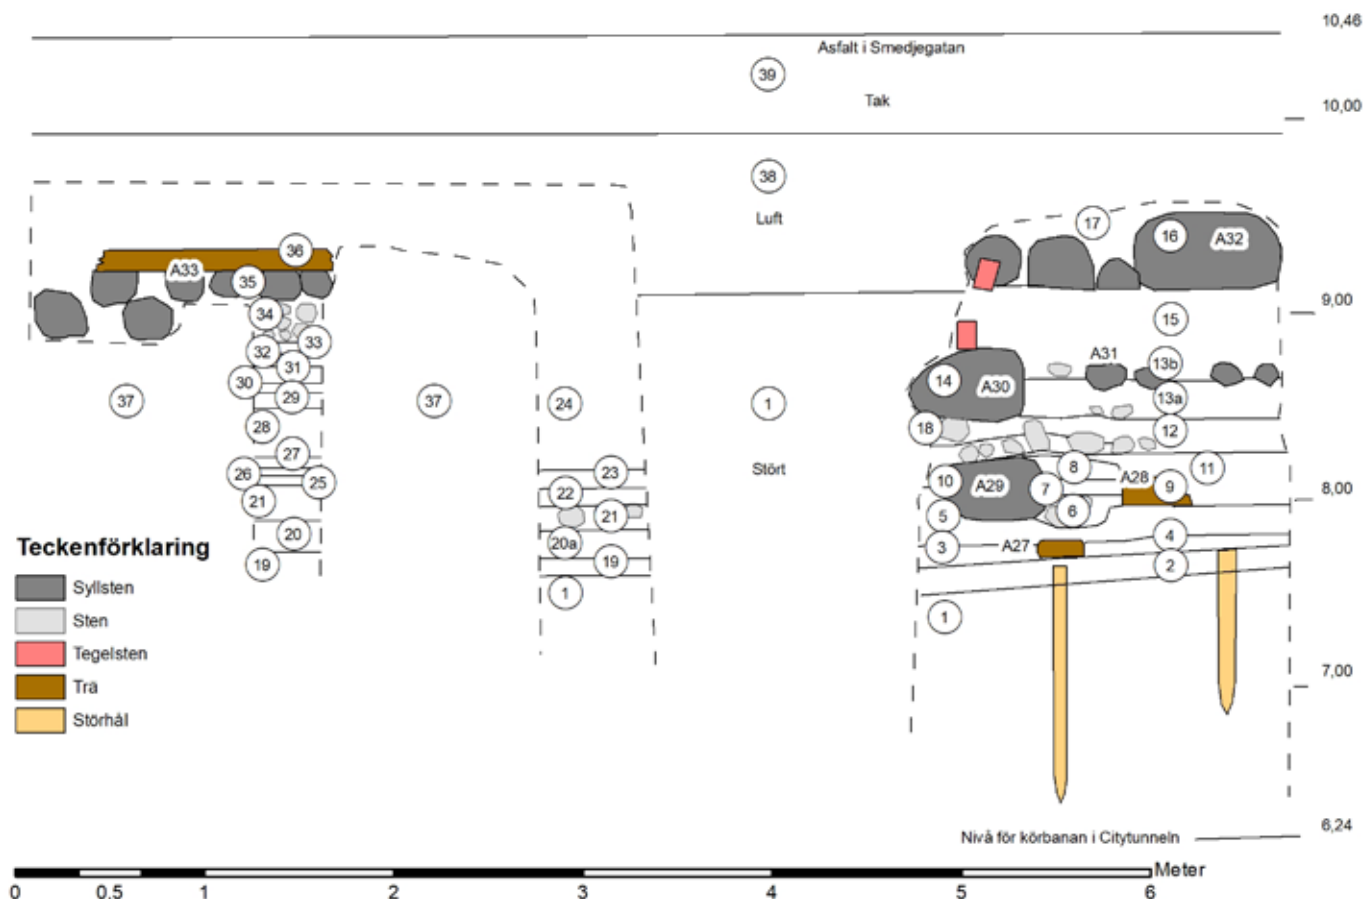 10,46
Asfalt i Smedjegatan
39
Tak
10,00
38
Luft
17
16
A32
36
A33
35
9,00
34
33
15
32
31
A31
13b
30
29
14
A30
13a
37
37
24
1
28
18
12
27
Stört
26
25
23
8
11
10
A29
7
A28
9
8,00
21
22
21
5
6
20
20a
3
A27
4
19
19
2
1
1
Teckenförklaring
Syllsten
Sten
Tegelsten
Trä
Störhål
7,00
6,24
Nivå för körbanan i Citytunneln
Meter
0
0,5
1
2
3
4
5
6